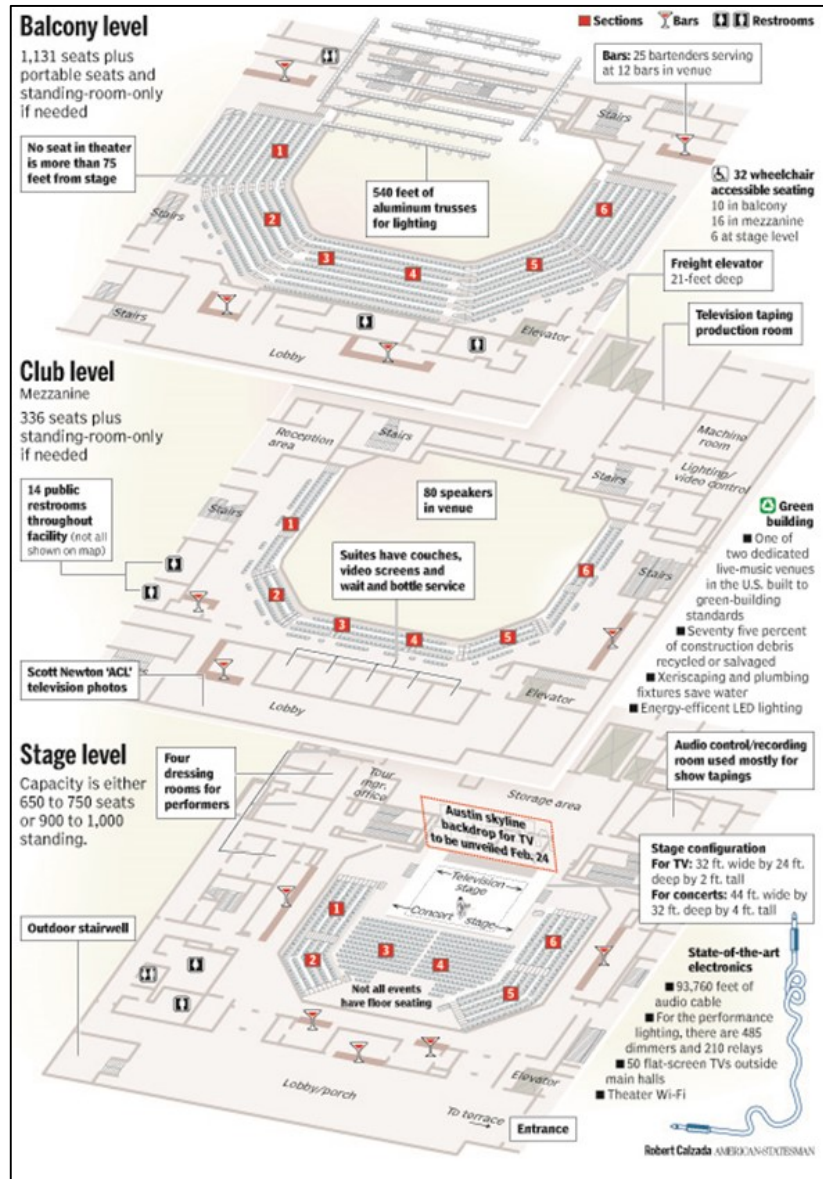 Balcony level
1,131 seats plus
portable seats and
standing-room-only
if needed
Sections
Bars
Restrooms
Bars: 25 bartenders serving
at 12 bars in venue
No seat in theater
is more than 75
feet from stage
1
2
3
4
5
6
540 feet of
aluminum trusses
for lighting
Stairs
Stairs
Stairs
32 wheelchair
accessible seating
10 in balcony
16 in mezzanine
6 at stage level
Freight elevator
21-feet deep
Television taping
production room
Elevator
Lobby
Club level
Mezzanine
336 seats plus
standing-room-only
if needed
Reception
area
Stairs
Stairs
Machine
room
Lighting/
video control
14 public
restrooms
throughout
facility (not all
shown on map)
Stairs
80 speakers
in venue
Suites have couches,
video screens and
wait and bottle service
1
2
3
4
5
6
Stairs
Green
building
■ One of
two dedicated
live-music venues
in the U.S. built to
green-building
standards
■ Seventy five percent
of construction debris
recycled or salvaged
■ Xeriscaping and plumbing
fixtures save water
■ Energy-efficent LED lighting
Scott Newton ‘ACL’
television photos
Lobby
Elevator
Stage level
Capacity is either
650 to 750 seats
or 900 to 1,000
standing.
Four
dressing
rooms for
performers
Tour
mgr.
office
Storage area
Austin skyline
backdrop for TV
to be unveiled Feb. 24
Audio control/recording
room used mostly for
show tapings
Stage configuration
For TV: 32 ft. wide by 24 ft.
deep by 2 ft. tall
For concerts: 44 ft. wide by
32 ft. deep by 4 ft. tall
Television
stage
Concert stage
1
2
3
4
5
6
Not all events
have floor seating
Outdoor stairwell
State-of-the-art
electronics
■ 93,760 feet of
audio cable
■ For the performance
lighting, there are 485
dimmers and 210 relays
■ 50 flat-screen TVs outside
main halls
■ Theater Wi-Fi
Lobby/porch
Elevator
To terrace
Entrance
Robert Calzada AMERICAN-STATESMAN